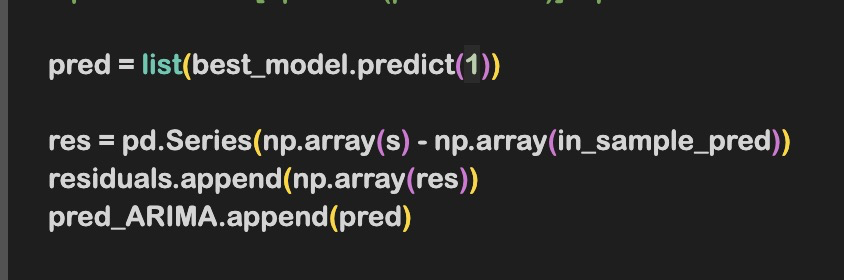 pred = list(best_model.predict(1))
res = pd.Series(np.array(s) - np.array(in_sample_pred))
residuals.append(np.array(res))
pred_ARIMA.append(pred)